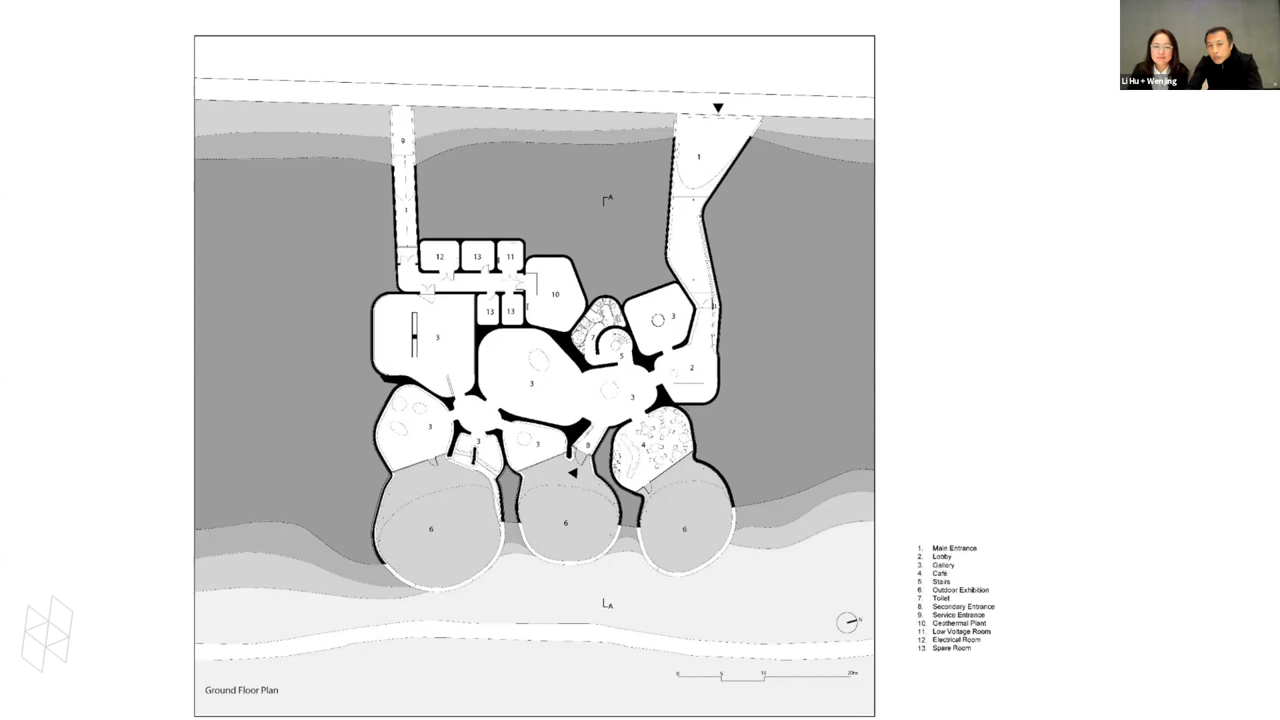 Li Hu + Wenjing
9
1
A
12
13
11
10
13
13
3
3
7
5
2
3
3
3
3
3
8
4
6
6
6
A
N
0
5
10
20m
Ground Floor Plan
1. Main Entrance
2. Lobby
3. Gallery
4 Café
5 Stairs
6 Outdoor Exhibition
7. Toilet
8. Secondary Entrance
9. Service Entrance
10. Geothermal Plant
11. Low Voltage Room
12 Electrical Room
13 Spare Room